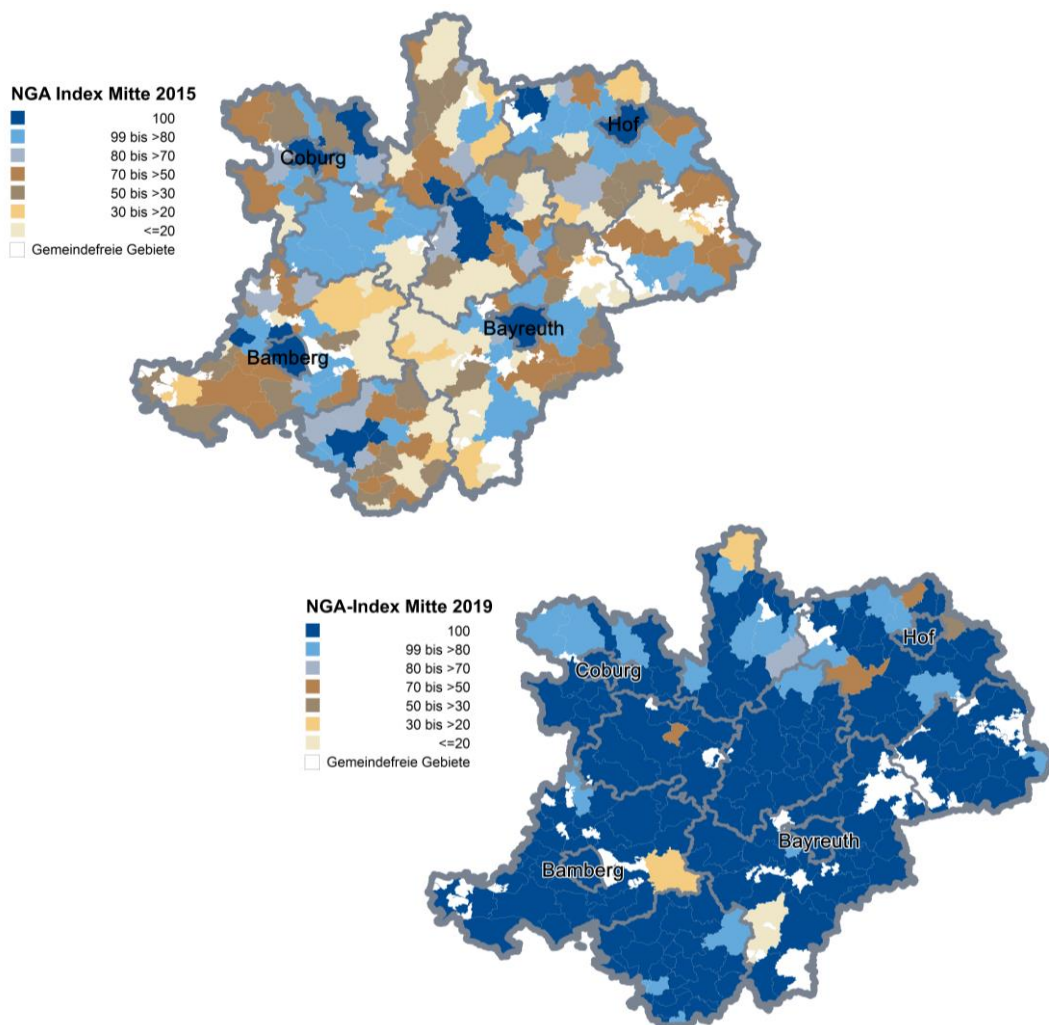 NGA Index Mitte 2015
100
99 bis >80
80 bis >70
70 bis >50
50 bis >30
30 bis >20
<=20
Gemeindefreie Gebiete
Hof
Coburg
Bayreuth
Bamberg
NGA-Index Mitte 2019
100
99 bis >80
80 bis >70
70 bis >50
50 bis >30
30 bis >20
<=20
Gemeindefreie Gebiete
Hof
Coburg
Bayreuth
Bamberg